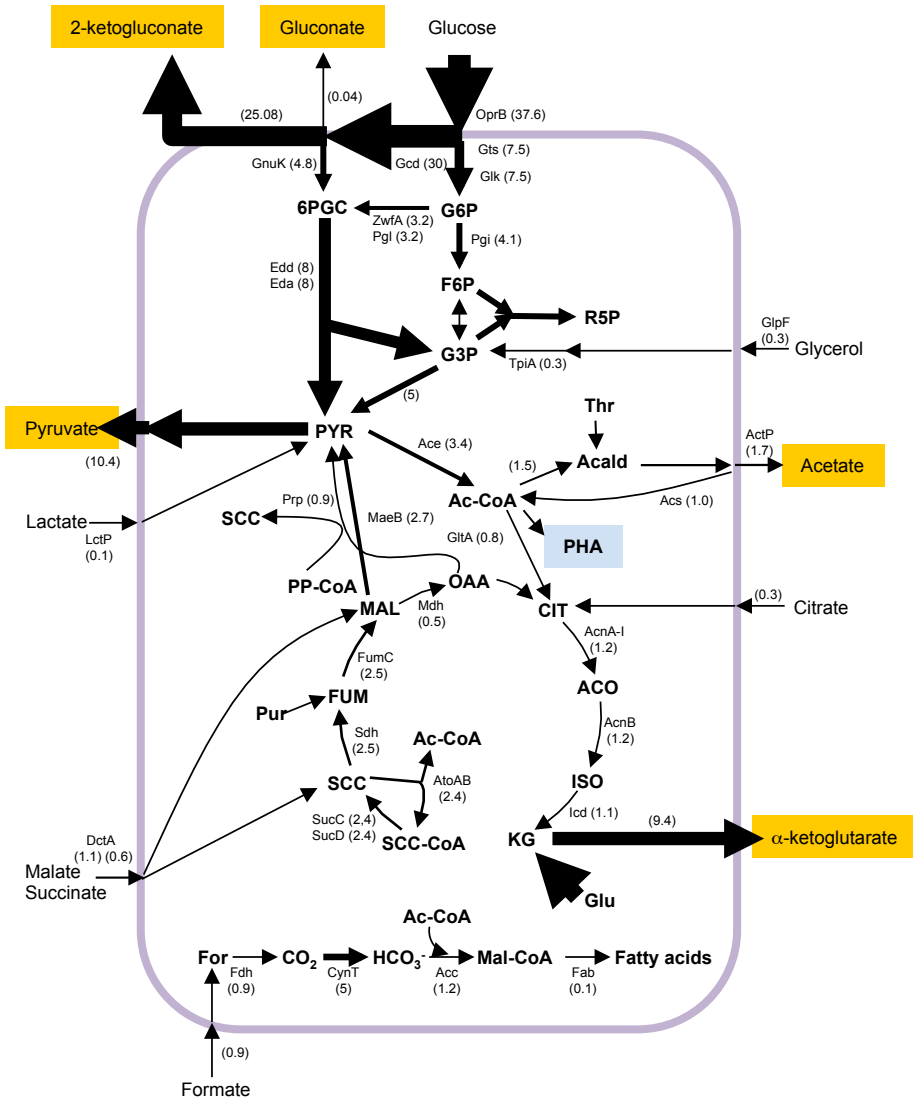 2-ketogluconate
Gluconate
Glucose
(0.04)
(25.08)
OprB (37.6)
GnuK (4.8)
Gcd (30)
Gts (7.5)
Glk (7.5)
6PGC
ZwfA (3.2)
Pgl (3.2)
G6P
Pgi (4.1)
Edd (8)
Eda (8)
F6P
R5P
GlpF
(0.3)
Glycerol
G3P
TpiA (0.3)
(5)
Thr
Pyruvate
(10.4)
PYR
Ace (3.4)
(1.5)
Acald
ActP
(1.7)
Acetate
Acs (1.0)
Ac-CoA
Prp (0.9)
MaeB (2.7)
GltA (0.8)
PHA
Lactate
LctP
(0.1)
SCC
PP-CoA
OAA
MAL
Mdh
(0.5)
CIT
(0.3)
Citrate
AcnA-I
(1.2)
FumC
(2.5)
ACO
Pur
FUM
AcnB
(1.2)
Sdh
(2.5)
Ac-CoA
SCC
AtoAB
(2.4)
ISO
SucC (2,4)
SucD (2.4)
SCC-CoA
Icd (1.1)
KG
(9.4)
α-ketoglutarate
DctA
(1.1) (0.6)
Malate
Succinate
Glu
Ac-CoA
For
Fdh
(0.9)
CO₂
CynT
(5)
HCO₃⁻
Acc
(1.2)
Mal-CoA
Fab
(0.1)
Fatty acids
(0.9)
Formate